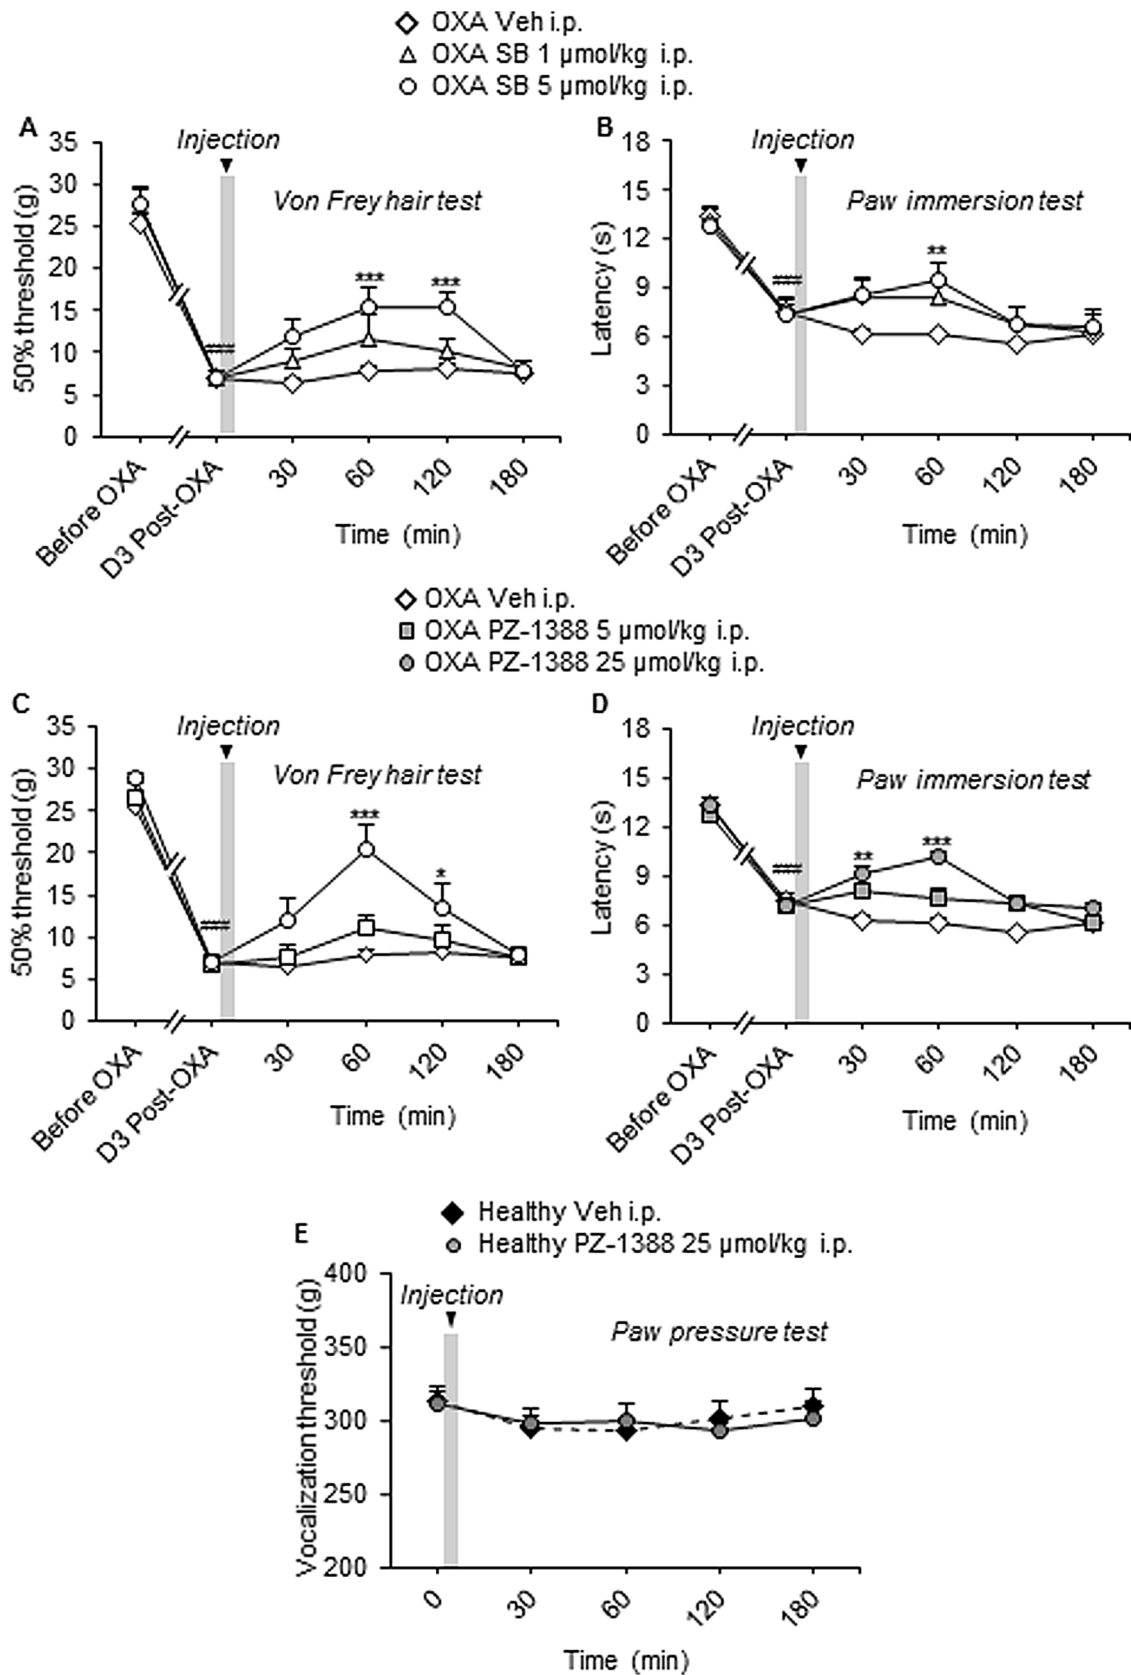 OXA Veh i.p.
OXA SB 1 µmol/kg i.p.
OXA SB 5 µmol/kg i.p.
A
Injection
Von Frey hair test
50% threshold (g)
35
30
25
20
15
10
5
0
***
***
###
Before OXA
D3 Post-OXA
30
60
120
180
Time (min)
B
Injection
Paw immersion test
Latency (s)
18
15
12
9
6
3
0
**
###
Before OXA
D3 Post-OXA
30
60
120
180
Time (min)
OXA Veh i.p.
OXA PZ-1388 5 µmol/kg i.p.
OXA PZ-1388 25 µmol/kg i.p.
C
Injection
Von Frey hair test
50% threshold (g)
35
30
25
20
15
10
5
0
***
*
###
Before OXA
D3 Post-OXA
30
60
120
180
Time (min)
D
Injection
Paw immersion test
Latency (s)
18
15
12
9
6
3
0
**
***
###
Before OXA
D3 Post-OXA
30
60
120
180
Time (min)
Healthy Veh i.p.
Healthy PZ-1388 25 µmol/kg i.p.
E
Injection
Paw pressure test
Vocalization threshold (g)
400
350
300
250
200
0
30
60
120
180
Time (min)